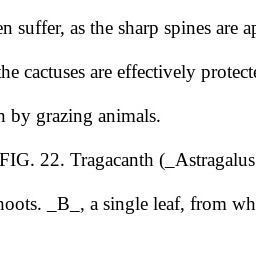 en suffer, as the sharp spines are ap
the cactuses are effectively protecte
n by grazing animals.
FIG. 22. Tragacanth (_Astragalus
hoots. _B_, a single leaf, from wh